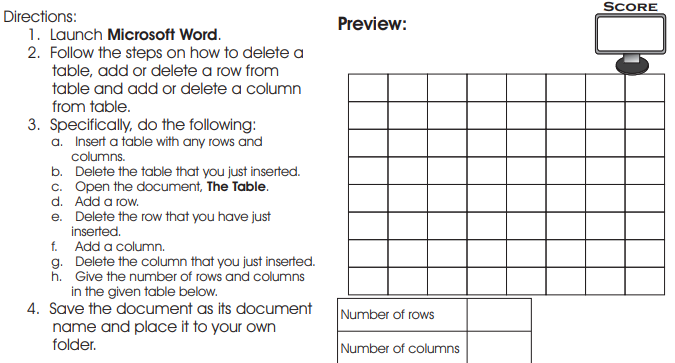 Directions:
1. Launch Microsoft Word.
2. Follow the steps on how to delete a
table, add or delete a row from
table and add or delete a column
from table.
3. Specifically, do the following:
a. Insert a table with any rows and
columns.
b. Delete the table that you just inserted.
c. Open the document, The Table.
d. Add a row.
e. Delete the row that you have just
inserted.
f. Add a column.
g. Delete the column that you just inserted.
h. Give the number of rows and columns
in the given table below.
4. Save the document as its document
name and place it to your own
folder.
Preview:
SCORE
Number of rows
Number of columns